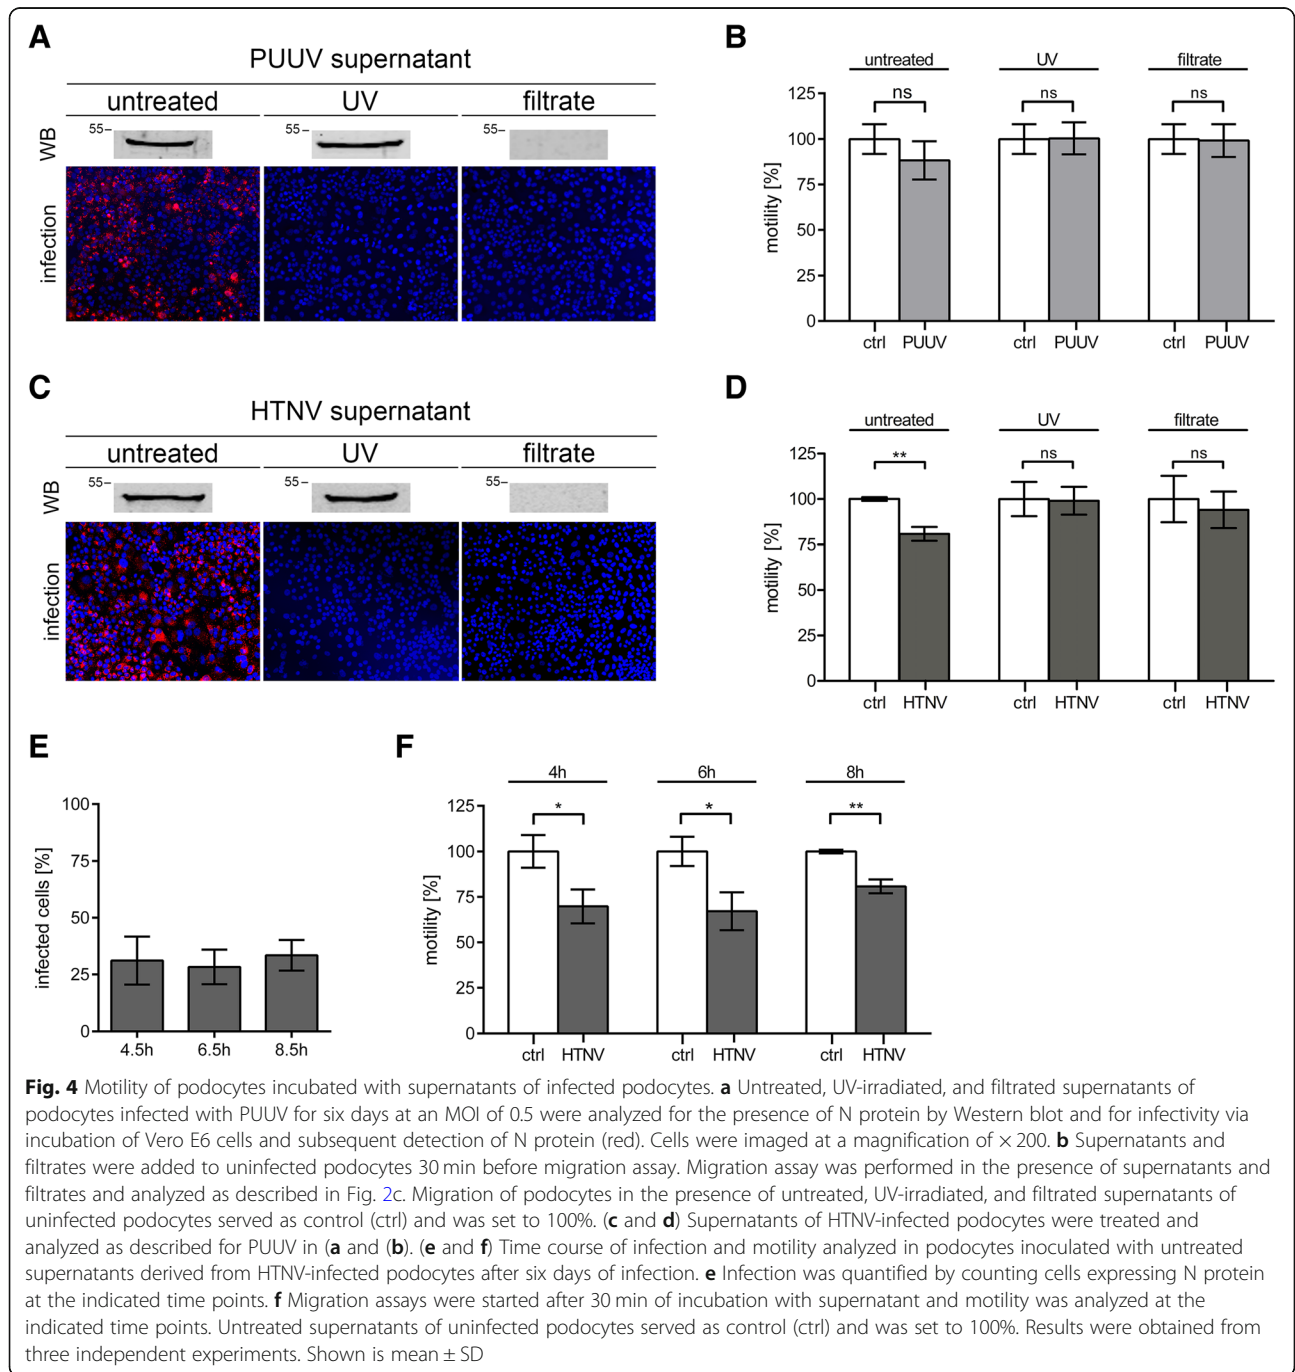 A
PUUV supernatant
untreated UV filtrate
WB
55– 55– 55–
infection
B
untreated UV filtrate
ns ns ns
motility [%]
125
100
75
50
25
0
ctrl PUUV ctrl PUUV ctrl PUUV
C
HTNV supernatant
untreated UV filtrate
WB
55– 55– 55–
infection
D
untreated UV filtrate
** ns ns
motility [%]
125
100
75
50
25
0
ctrl HTNV ctrl HTNV ctrl HTNV
E
infected cells [%]
100
75
50
25
0
4.5h 6.5h 8.5h
F
4h 6h 8h
* * **
motility [%]
125
100
75
50
25
0
ctrl HTNV ctrl HTNV ctrl HTNV
Fig. 4 Motility of podocytes incubated with supernatants of infected podocytes. a Untreated, UV-irradiated, and filtrated supernatants of
podocytes infected with PUUV for six days at an MOI of 0.5 were analyzed for the presence of N protein by Western blot and for infectivity via
incubation of Vero E6 cells and subsequent detection of N protein (red). Cells were imaged at a magnification of × 200. b Supernatants and
filtrates were added to uninfected podocytes 30 min before migration assay. Migration assay was performed in the presence of supernatants and
filtrates and analyzed as described in Fig. 2c. Migration of podocytes in the presence of untreated, UV-irradiated, and filtrated supernatants of
uninfected podocytes served as control (ctrl) and was set to 100%. (c and d) Supernatants of HTNV-infected podocytes were treated and
analyzed as described for PUUV in (a and (b). (e and f) Time course of infection and motility analyzed in podocytes inoculated with untreated
supernatants derived from HTNV-infected podocytes after six days of infection. e Infection was quantified by counting cells expressing N protein
at the indicated time points. f Migration assays were started after 30 min of incubation with supernatant and motility was analyzed at the
indicated time points. Untreated supernatants of uninfected podocytes served as control (ctrl) and was set to 100%. Results were obtained from
three independent experiments. Shown is mean ± SD